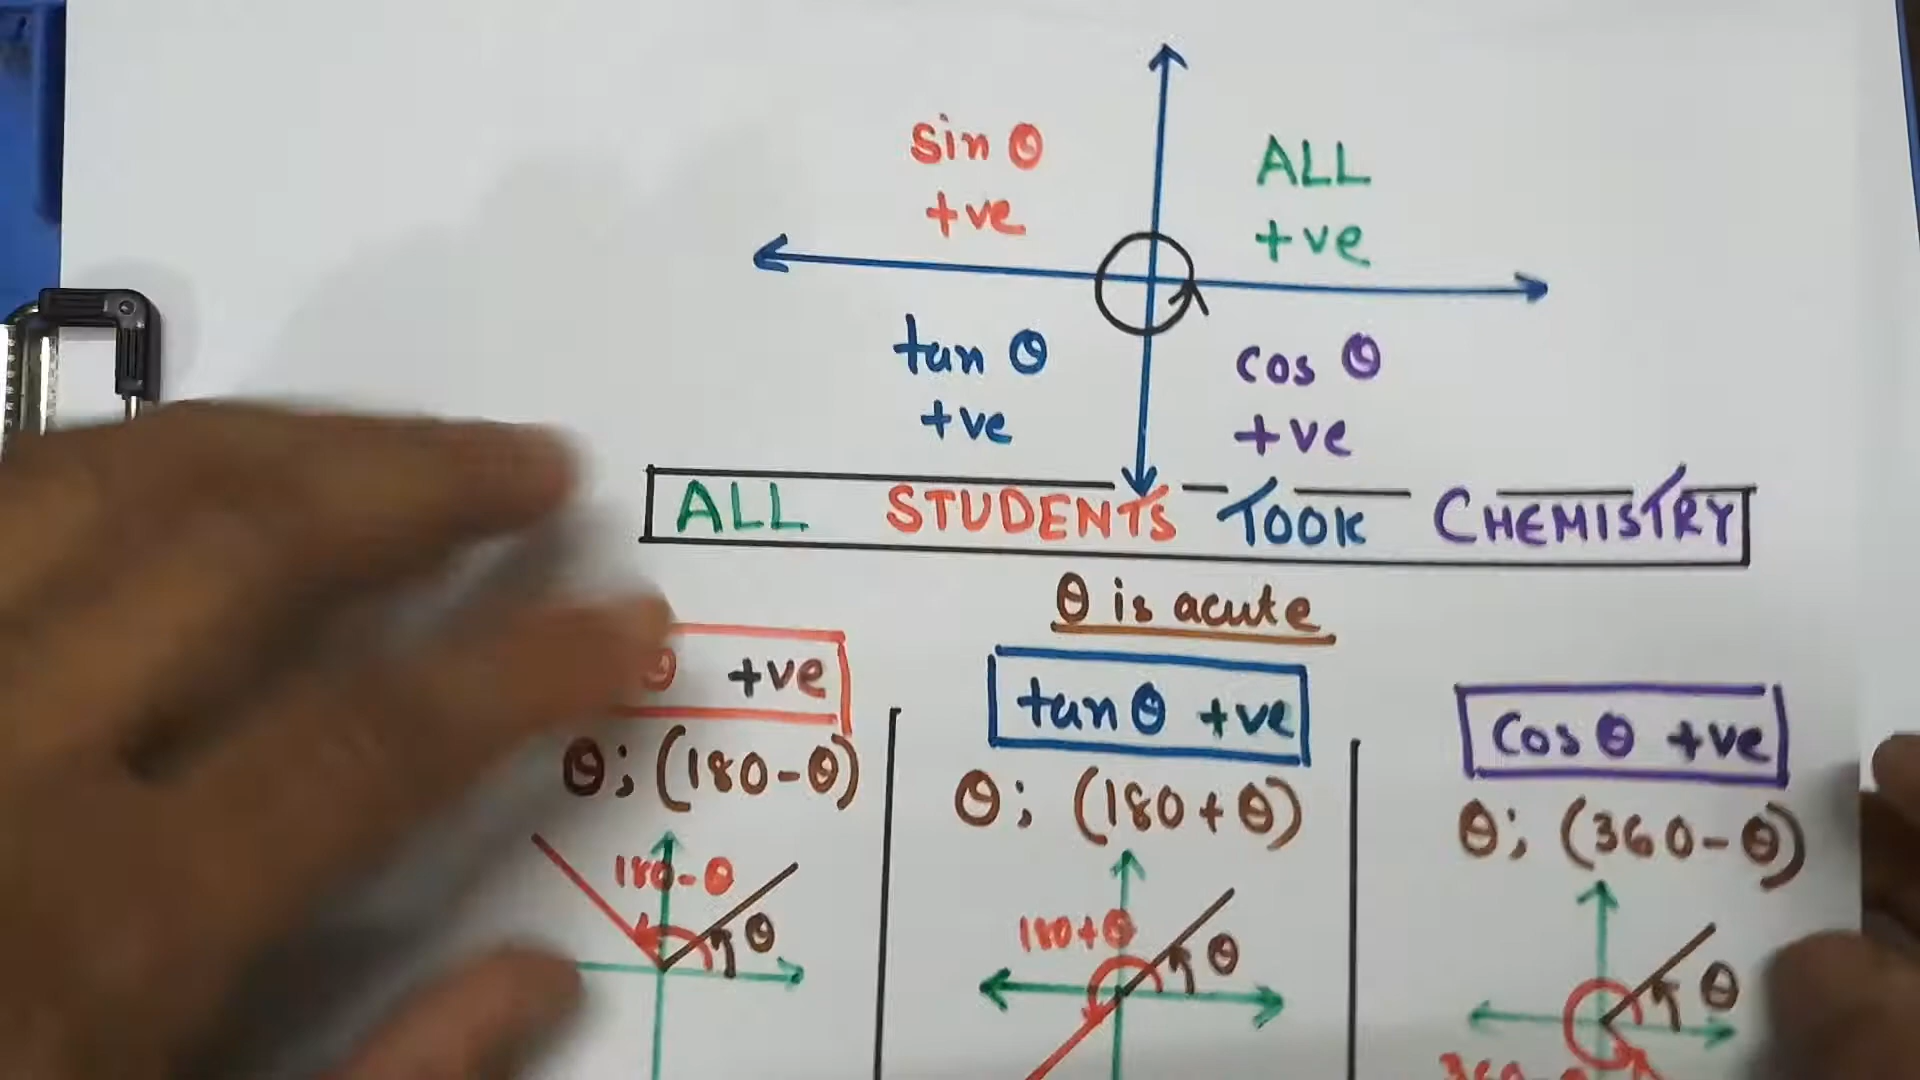 sin θ
+ve
ALL
+ve
tan θ
+ve
cos θ
+ve
ALL STUDENTS TOOK CHEMISTRY
θ is acute
θ +ve
θ; (180-θ)
180-θ
θ
tan θ +ve
θ; (180+θ)
180+θ
θ
cos θ +ve
θ; (360-θ)
θ
360-θ